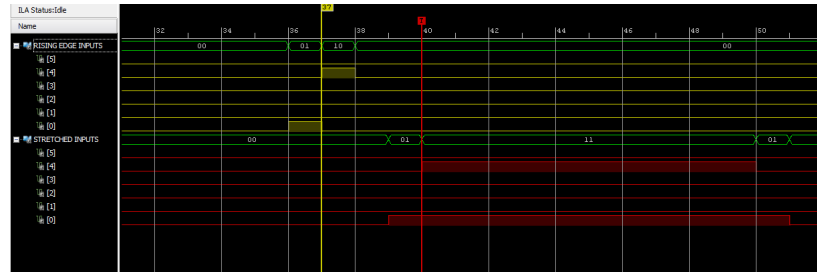 ILA Status:Idle
37
Name
T
32 34 36 38 40 42 44 46 48 50
RISING EDGE INPUTS 00 01 10 00
[5]
[4]
[3]
[2]
[1]
[0]
STRETCHED INPUTS 00 01 11 01
[5]
[4]
[3]
[2]
[1]
[0]